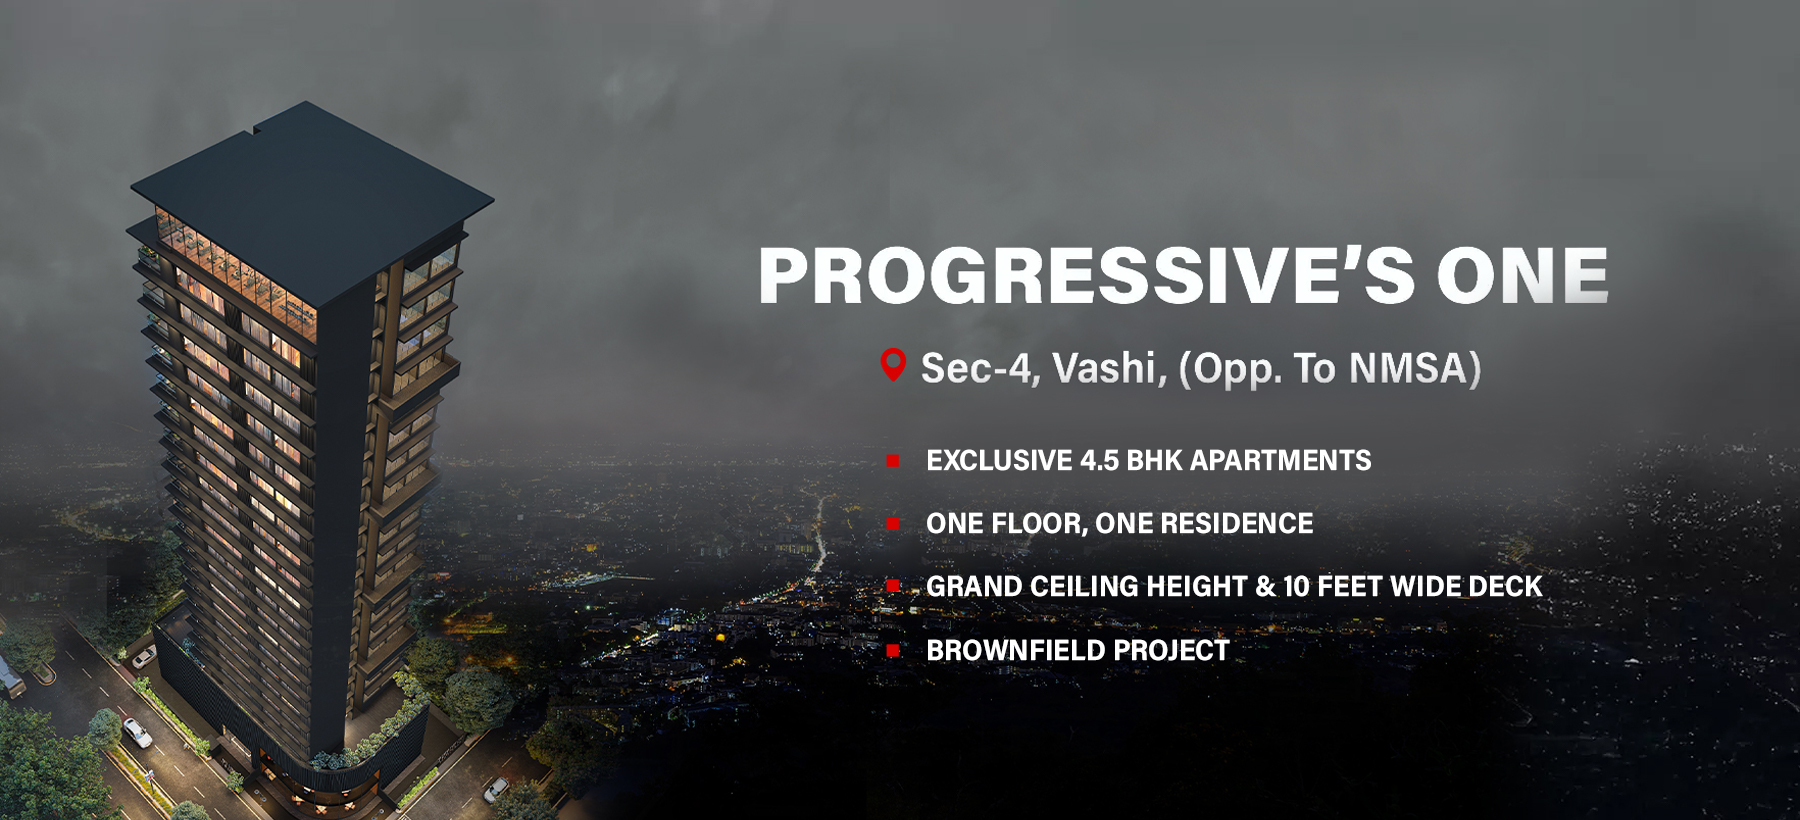 PROGRESSIVE’S ONE
Sec-4, Vashi, (Opp. To NMSA)
EXCLUSIVE 4.5 BHK APARTMENTS
ONE FLOOR, ONE RESIDENCE
GRAND CEILING HEIGHT & 10 FEET WIDE DECK
BROWNFIELD PROJECT